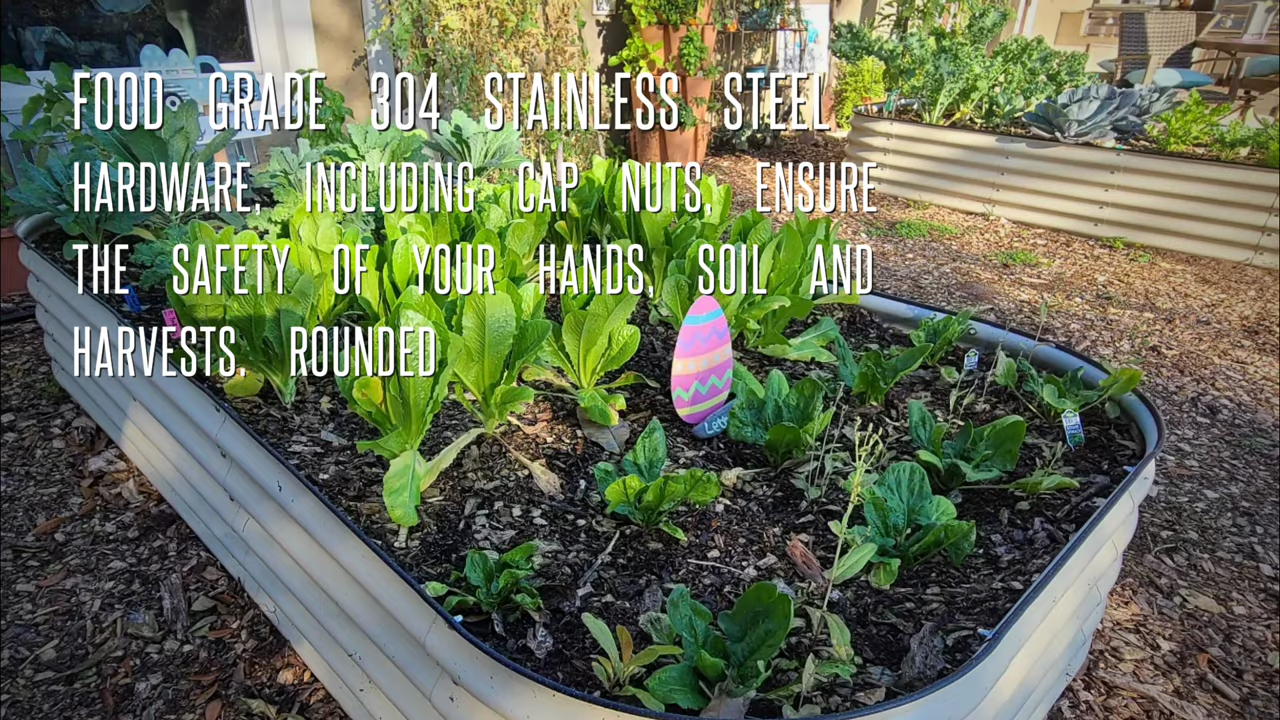 FOOD GRADE 304 STAINLESS STEEL
HARDWARE, INCLUDING CAP NUTS, ENSURE
THE SAFETY OF YOUR HANDS, SOIL AND
HARVESTS. ROUNDED